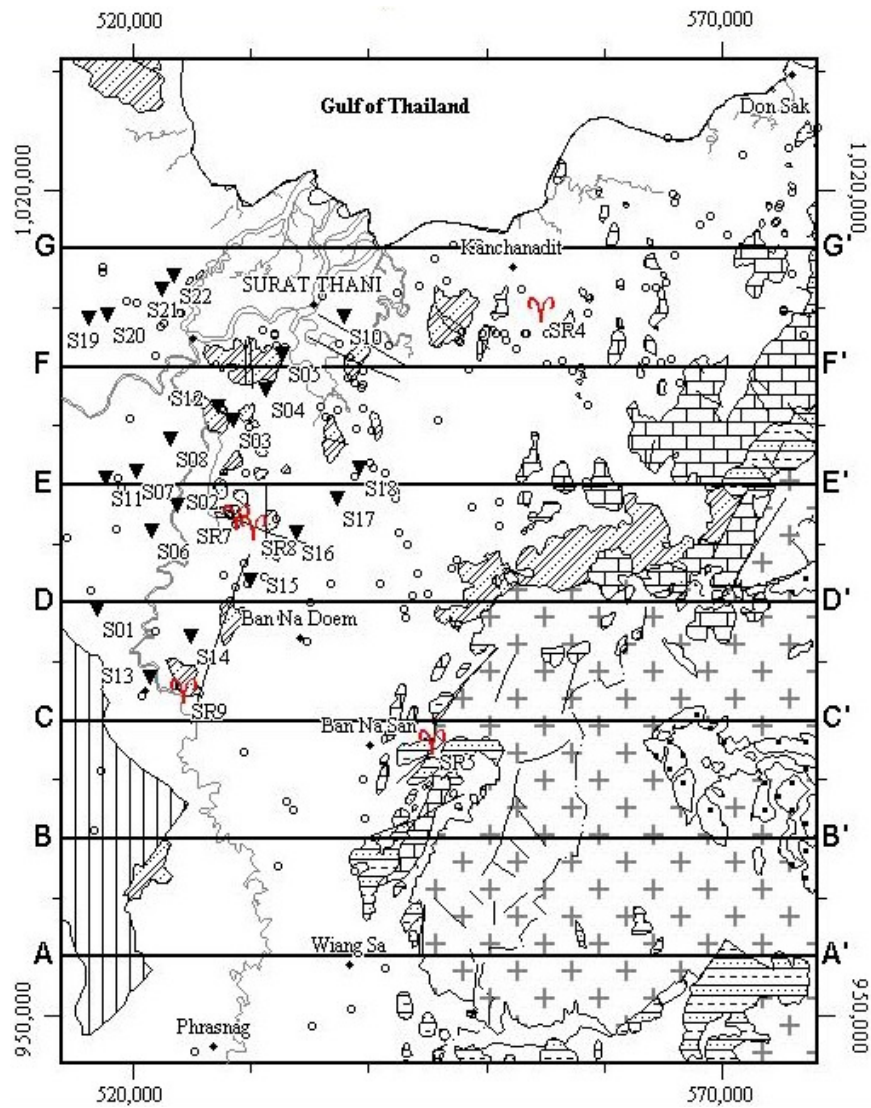 520,000
570,000
Gulf of Thailand
Don Sak
1,020,000
1,020,000
G
G'
Kanchanadit
S22
SURAT THANI
S21
S20
S19
S10
SR4
F
F'
S05
S12
S04
S03
S08
E
E'
S18
S07
S11
S02
S17
SR7
SR8
S16
S06
S15
D
D'
Ban Na Doem
S01
S14
S13
SR9
C
C'
Ban Na San
SR5
B
B'
Wiang Sa
A
A'
950,000
950,000
Phrasnag
520,000
570,000